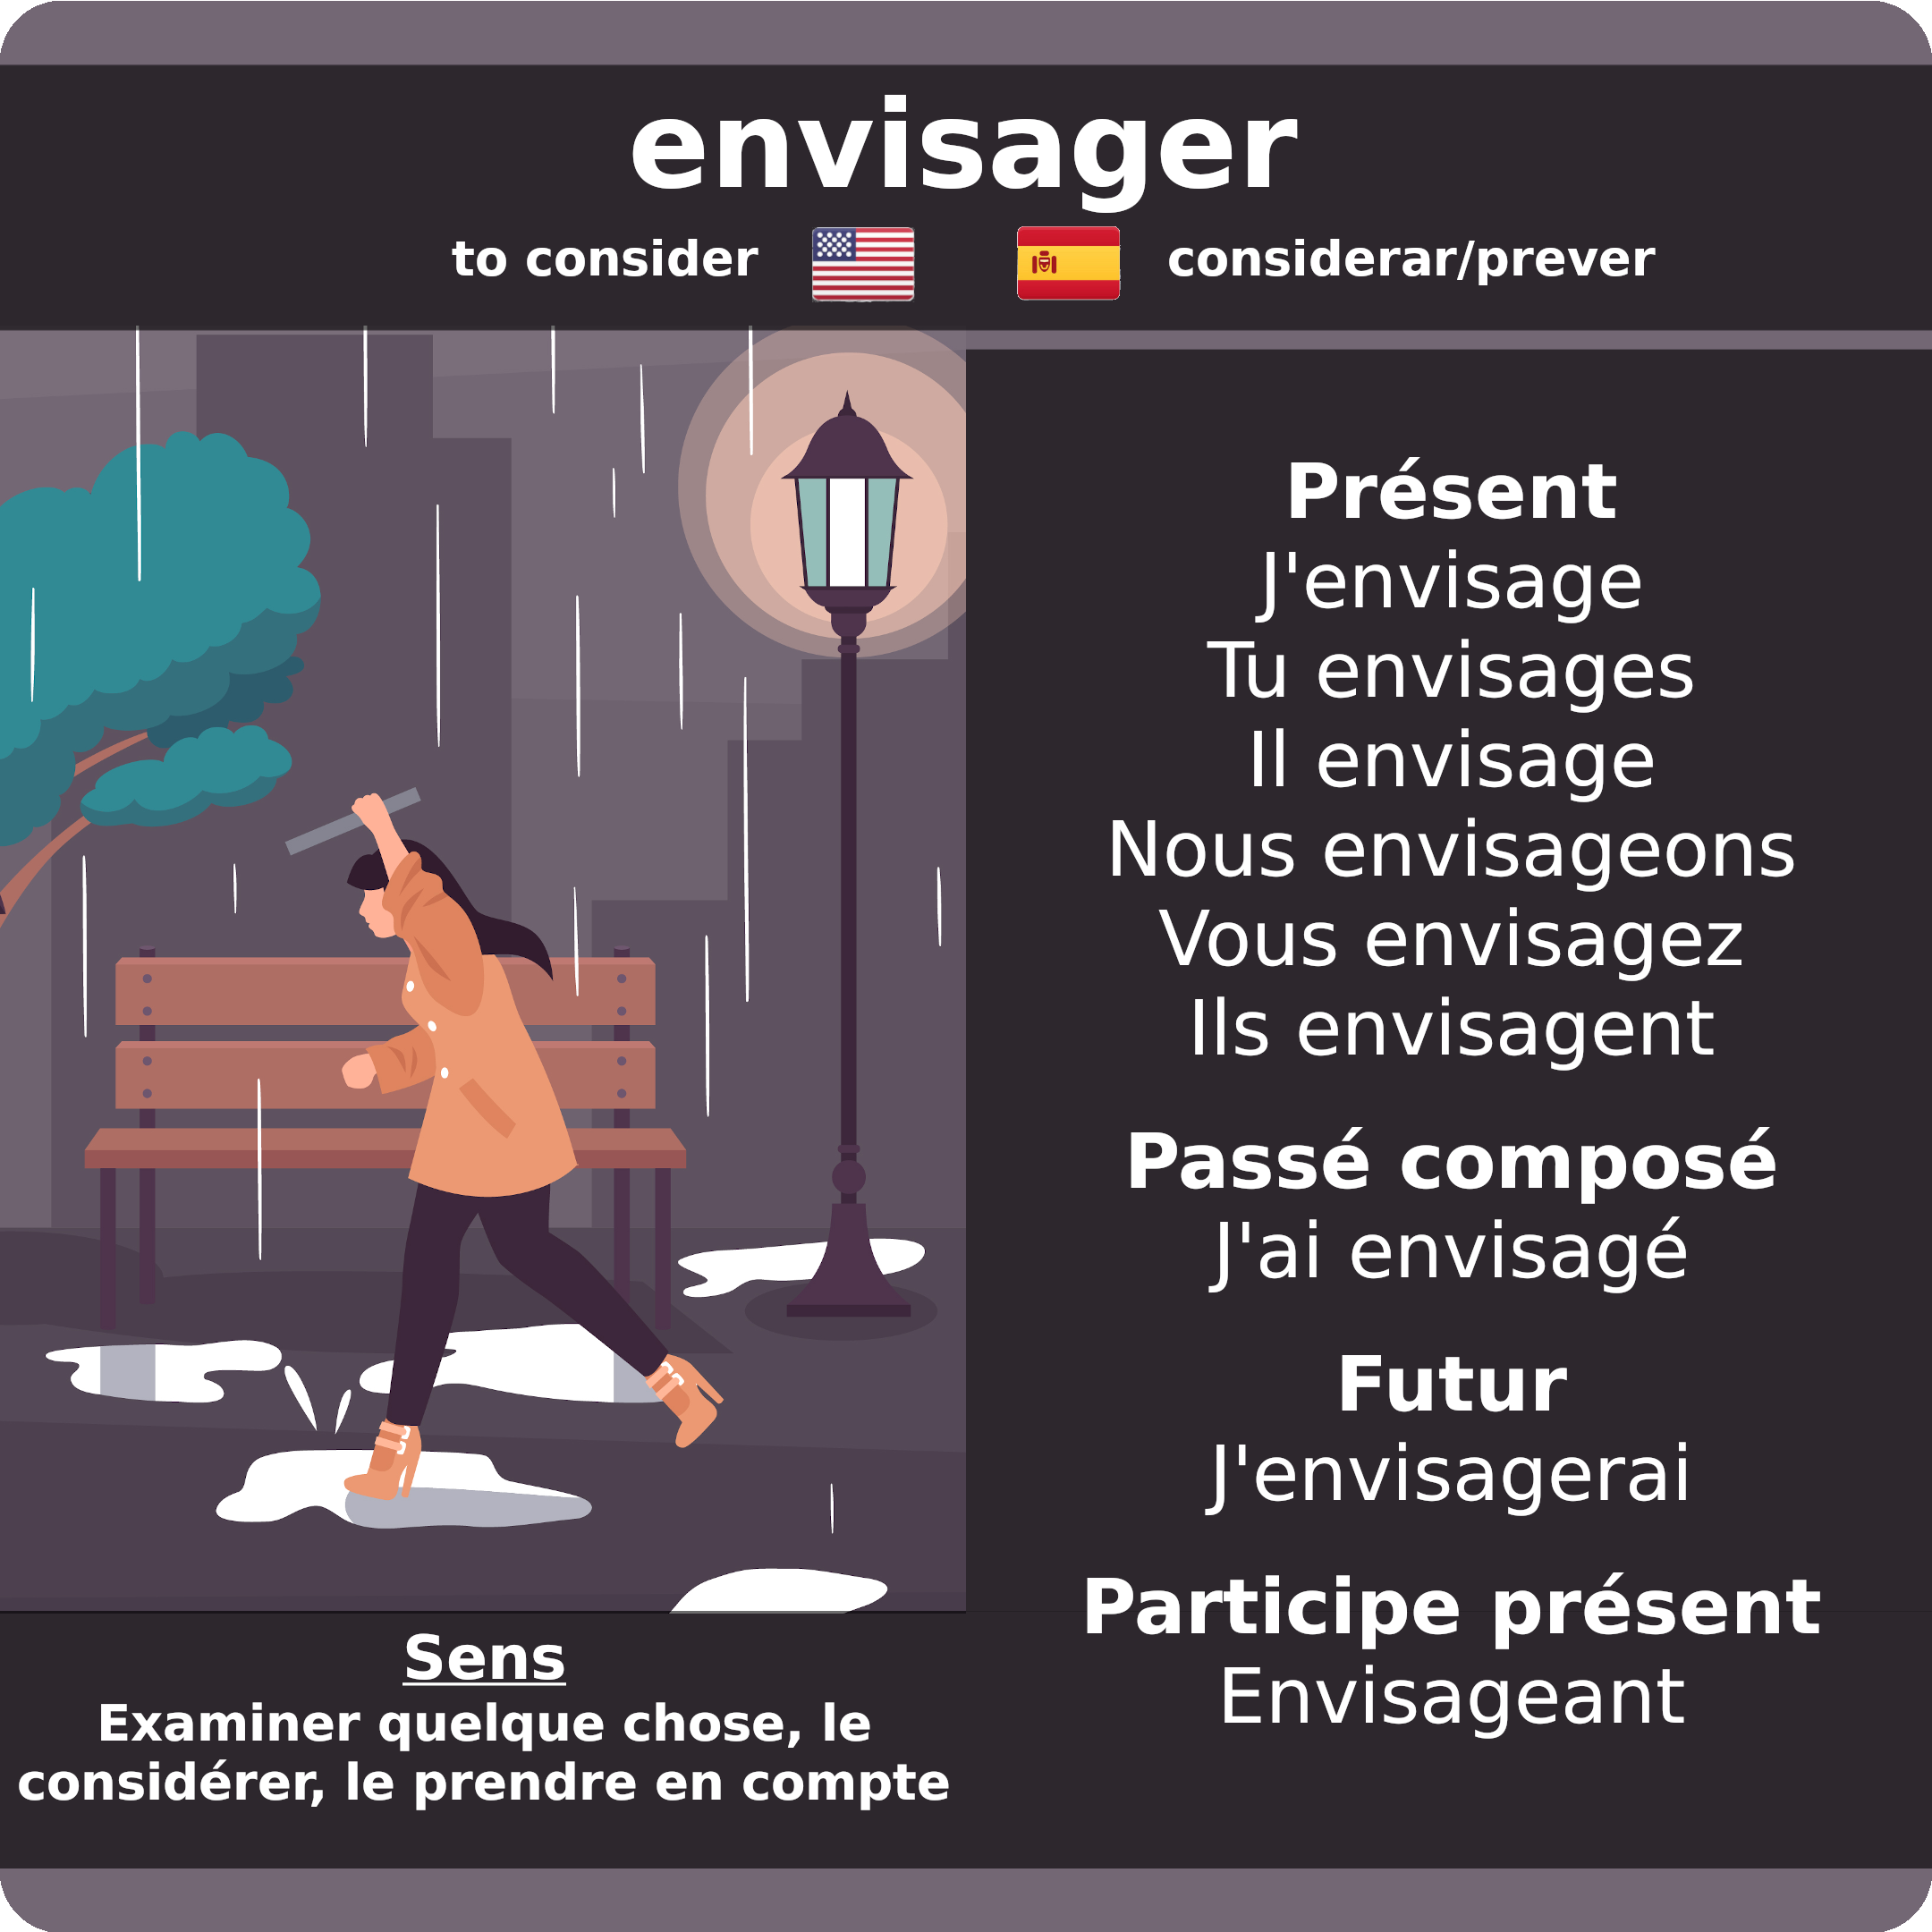 envisager
to consider
considerar/prever
Présent
J'envisage
Tu envisages
Il envisage
Nous envisageons
Vous envisagez
Ils envisagent
Passé composé
J'ai envisagé
Futur
J'envisagerai
Participe présent
Envisageant
Sens
Examiner quelque chose, le
considérer, le prendre en compte